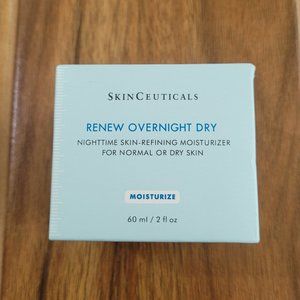 SKINCEUTICALS
RENEW OVERNIGHT DRY
NIGHTTIME SKIN-REFINING MOISTURIZER
FOR NORMAL OR DRY SKIN
MOISTURIZE
60 ml / 2 fl oz